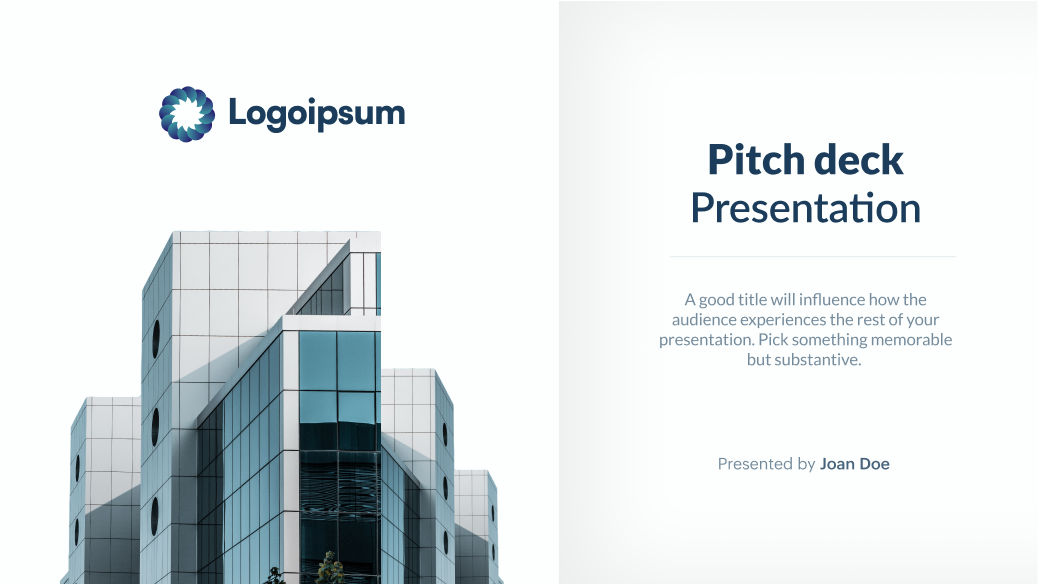 Logoipsum
Pitch deck
Presentation
A good title will influence how the
audience experiences the rest of your
presentation. Pick something memorable
but substantive.
Presented by Joan Doe